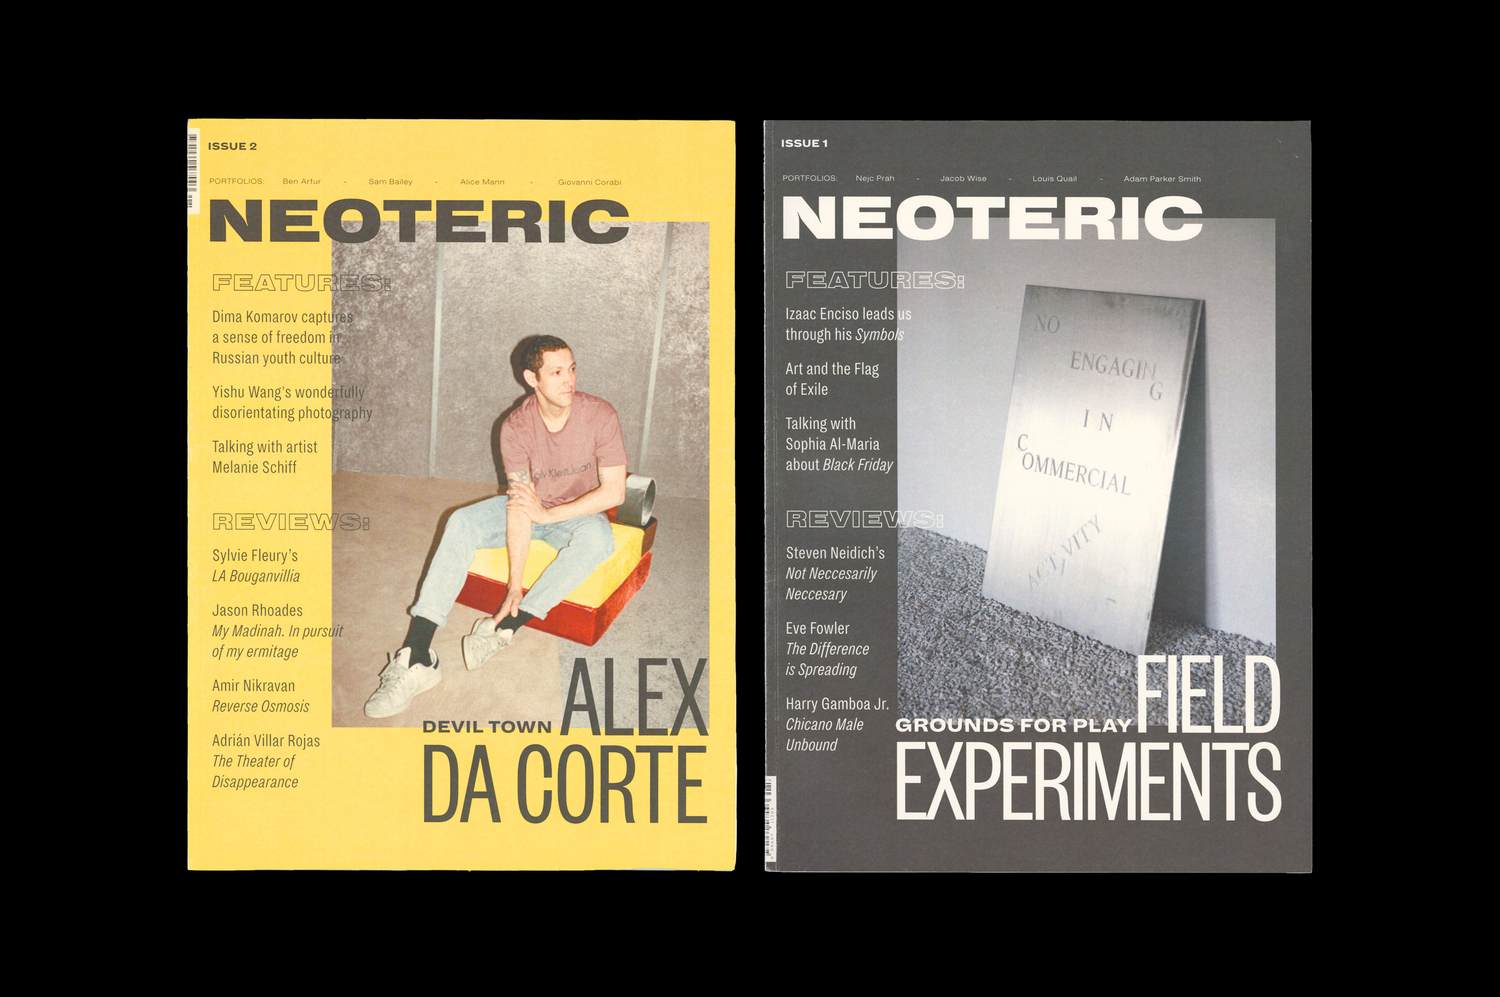 ISSUE 2
PORTFOLIOS: Ben Artur - Sam Bailey - Alice Mann - Giovanni Corabi
NEOTERIC
FEATURES:
Dima Komarov captures
a sense of freedom in
Russian youth culture
Yishu Wang's wonderfully
disorientating photography
Talking with artist
Melanie Schiff
REVIEWS:
Sylvie Fleury's
LA Bouganvillia
Jason Rhoades
My Madinah. In pursuit
of my ermitage
Amir Nikravan
Reverse Osmosis
Adrián Villar Rojas
The Theater of
Disappearance
DEVIL TOWN ALEX
DA CORTE
ISSUE 1
PORTFOLIOS: Nejc Prah - Jacob Wise - Louis Quail - Adam Parker Smith
NEOTERIC
FEATURES:
Izaac Enciso leads us
through his Symbols
Art and the Flag
of Exile
Talking with
Sophia Al-Maria
about Black Friday
REVIEWS:
Steven Neidich's
Not Neccesarily
Neccesary
Eve Fowler
The Difference
is Spreading
Harry Gamboa Jr.
Chicano Male
Unbound
NO
ENGAGING
IN
COMMERCIAL
ACTIVITY
GROUNDS FOR PLAY FIELD
EXPERIMENTS